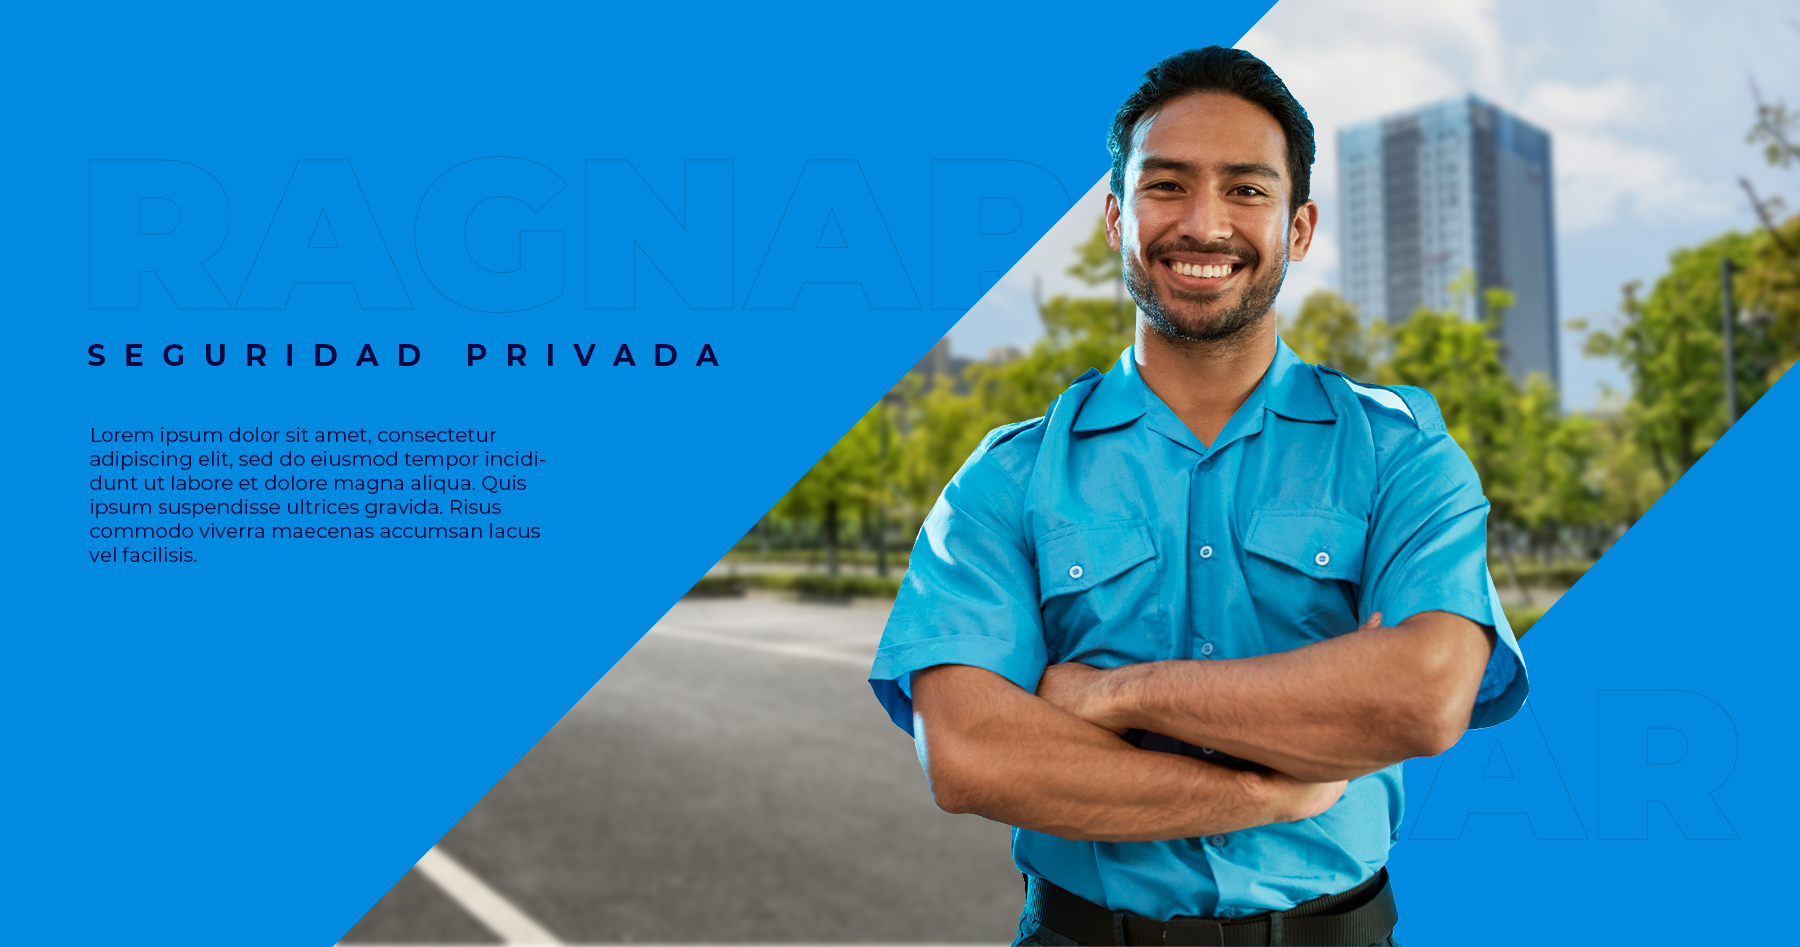 RAGNAR
SEGURIDAD PRIVADA
Lorem ipsum dolor sit amet, consectetur
adipiscing elit, sed do eiusmod tempor incidi-
dunt ut labore et dolore magna aliqua. Quis
ipsum suspendisse ultrices gravida. Risus
commodo viverra maecenas accumsan lacus
vel facilisis.
AR